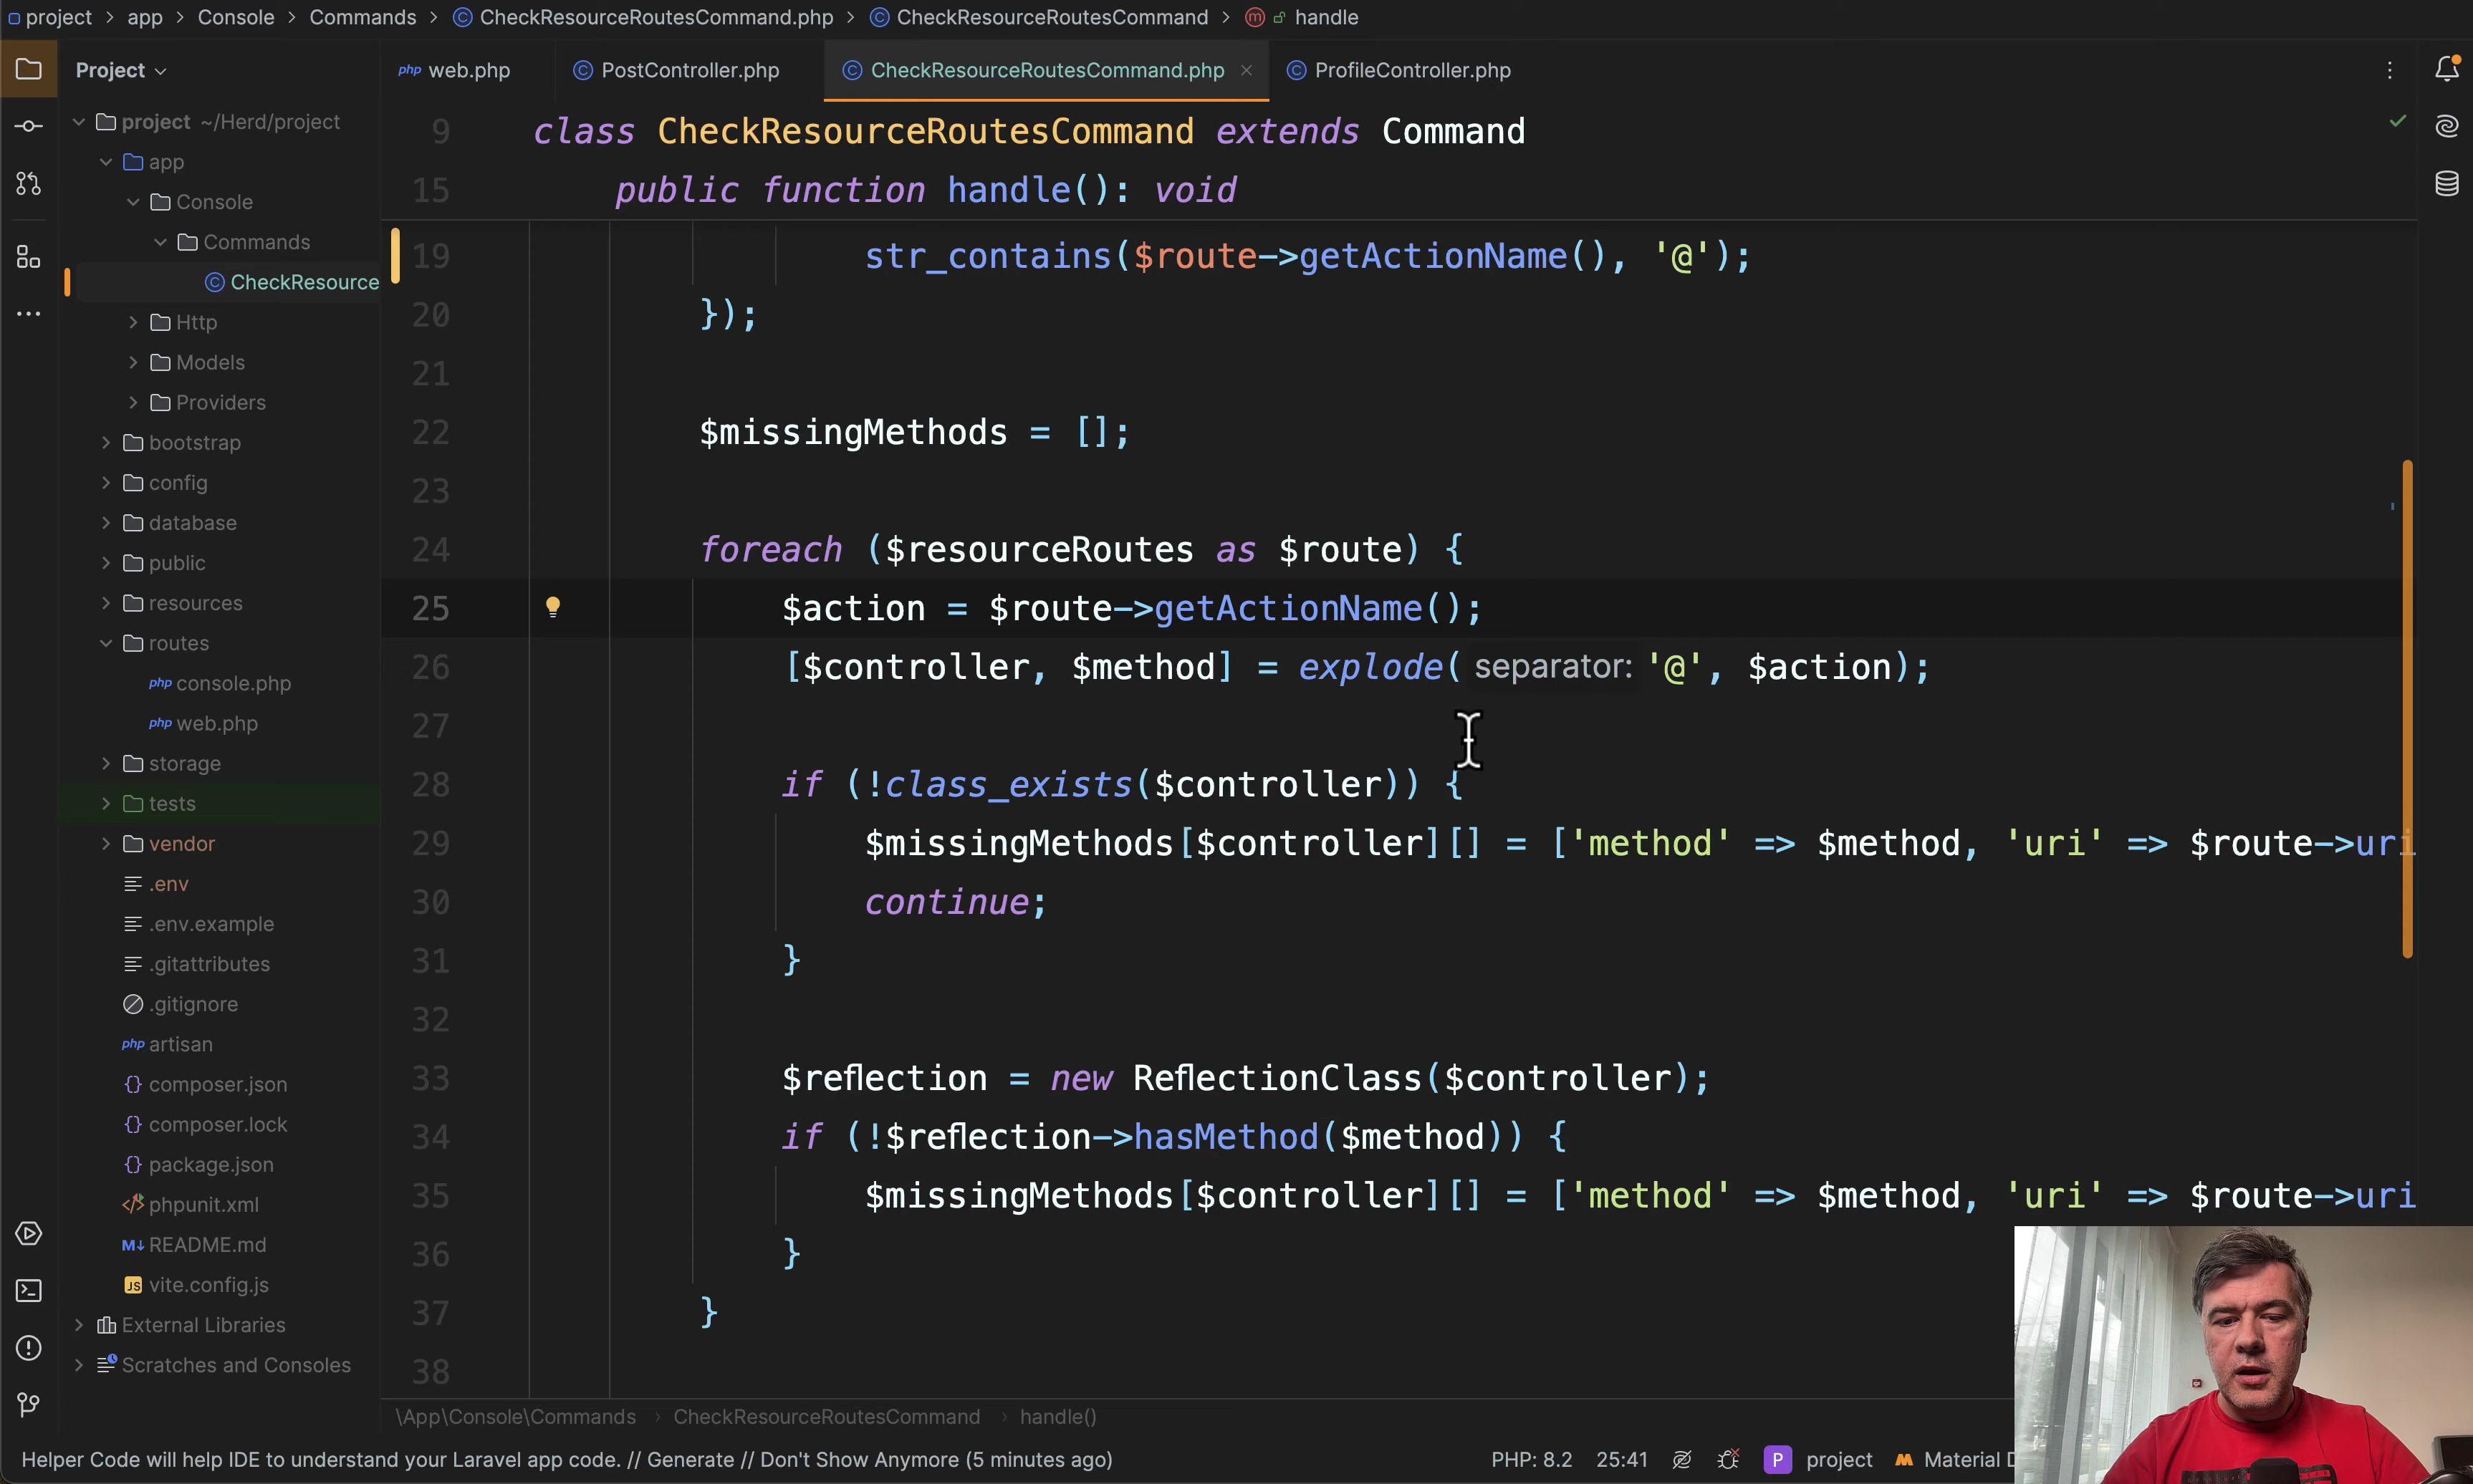 project > app > Console > Commands > CheckResourceRoutesCommand.php > CheckResourceRoutesCommand > handle
Project
web.php
PostController.php
CheckResourceRoutesCommand.php
ProfileController.php
project ~/Herd/project
app
Console
Commands
CheckResource
Http
Models
Providers
bootstrap
config
database
public
resources
routes
console.php
web.php
storage
tests
vendor
.env
.env.example
.gitattributes
.gitignore
artisan
composer.json
composer.lock
package.json
phpunit.xml
README.md
vite.config.js
External Libraries
Scratches and Consoles
9 class CheckResourceRoutesCommand extends Command
15 public function handle(): void
19 str_contains($route->getActionName(), '@');
20 });
21
22 $missingMethods = [];
23
24 foreach ($resourceRoutes as $route) {
25 $action = $route->getActionName();
26 [$controller, $method] = explode( separator: '@', $action);
27
28 if (!class_exists($controller)) {
29 $missingMethods[$controller][] = ['method' => $method, 'uri' => $route->uri
30 continue;
31 }
32
33 $reflection = new ReflectionClass($controller);
34 if (!$reflection->hasMethod($method)) {
35 $missingMethods[$controller][] = ['method' => $method, 'uri' => $route->uri
36 }
37 }
38
\App\Console\Commands > CheckResourceRoutesCommand > handle()
Helper Code will help IDE to understand your Laravel app code. // Generate // Don't Show Anymore (5 minutes ago)
PHP: 8.2 25:41 P project Material